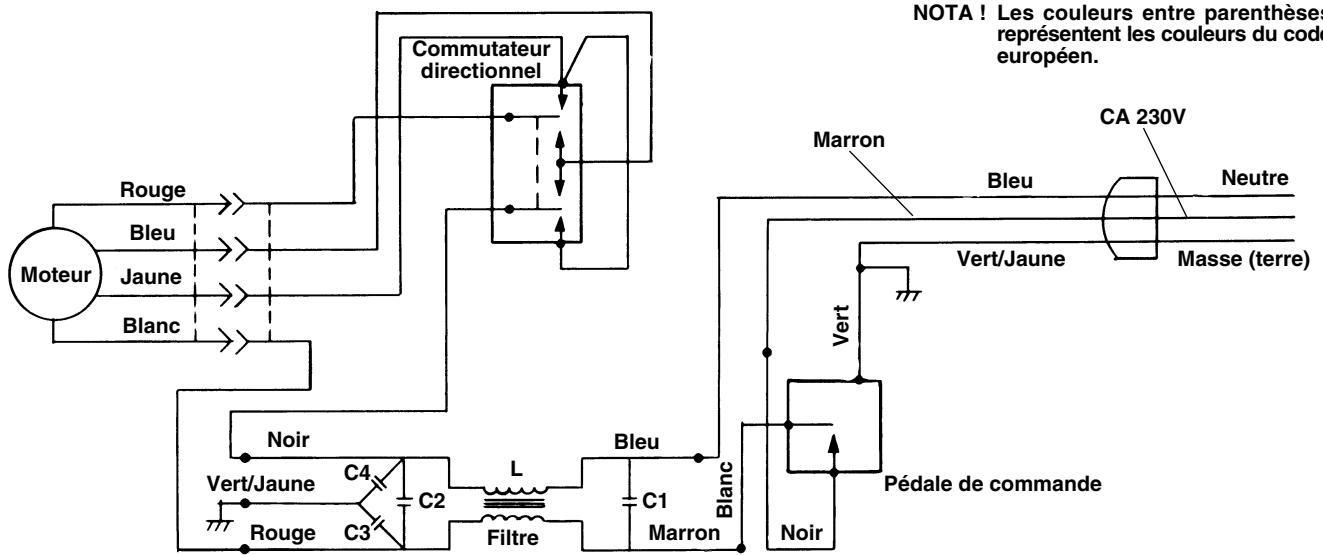 NOTA ! Les couleurs entre parenthèses
représentent les couleurs du code
européen.
Commutateur
directionnel
CA 230V
Marron
Rouge
Bleu
Neutre
Bleu
Moteur
Jaune
Vert/Jaune
Masse (terre)
Blanc
Vert
Noir
Bleu
L
C4
Vert/Jaune
C2
C1
Blanc
Pédale de commande
C3
Rouge
Filtre
Marron
Noir